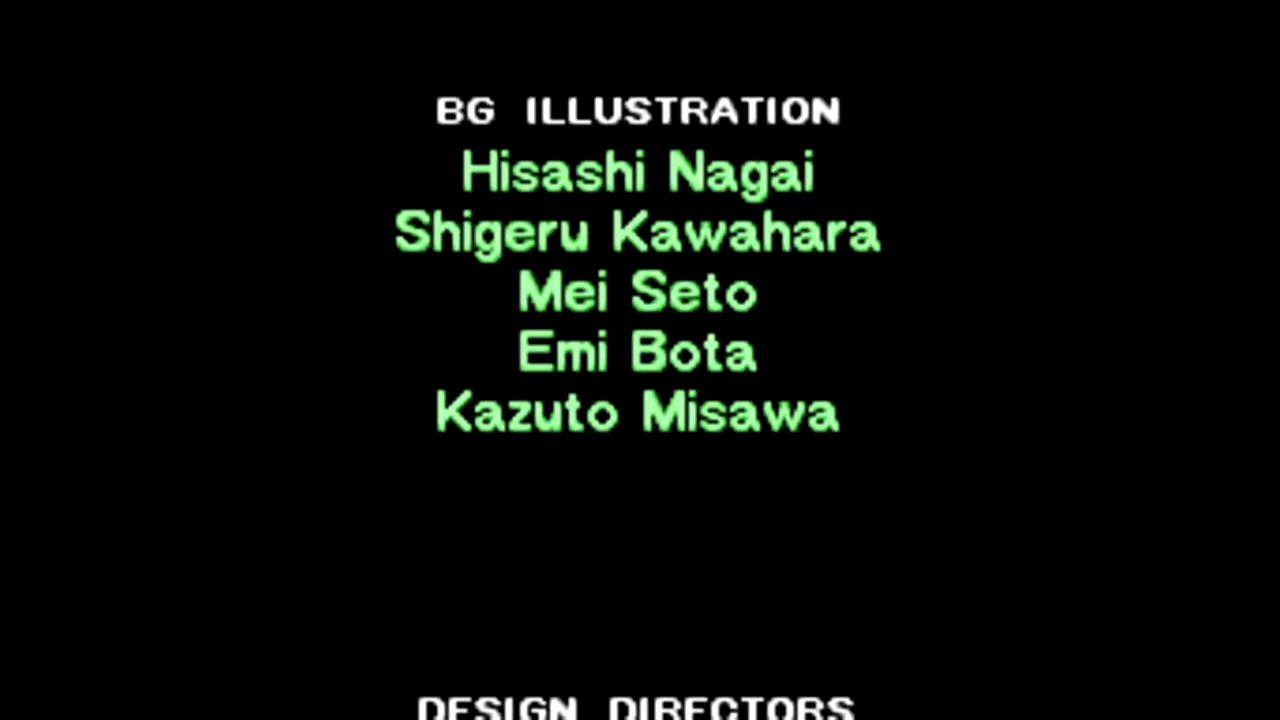 BG ILLUSTRATION
Hisashi Nagai
Shigeru Kawahara
Mei Seto
Emi Bota
Kazuto Misawa
DESIGN DIRECTORS